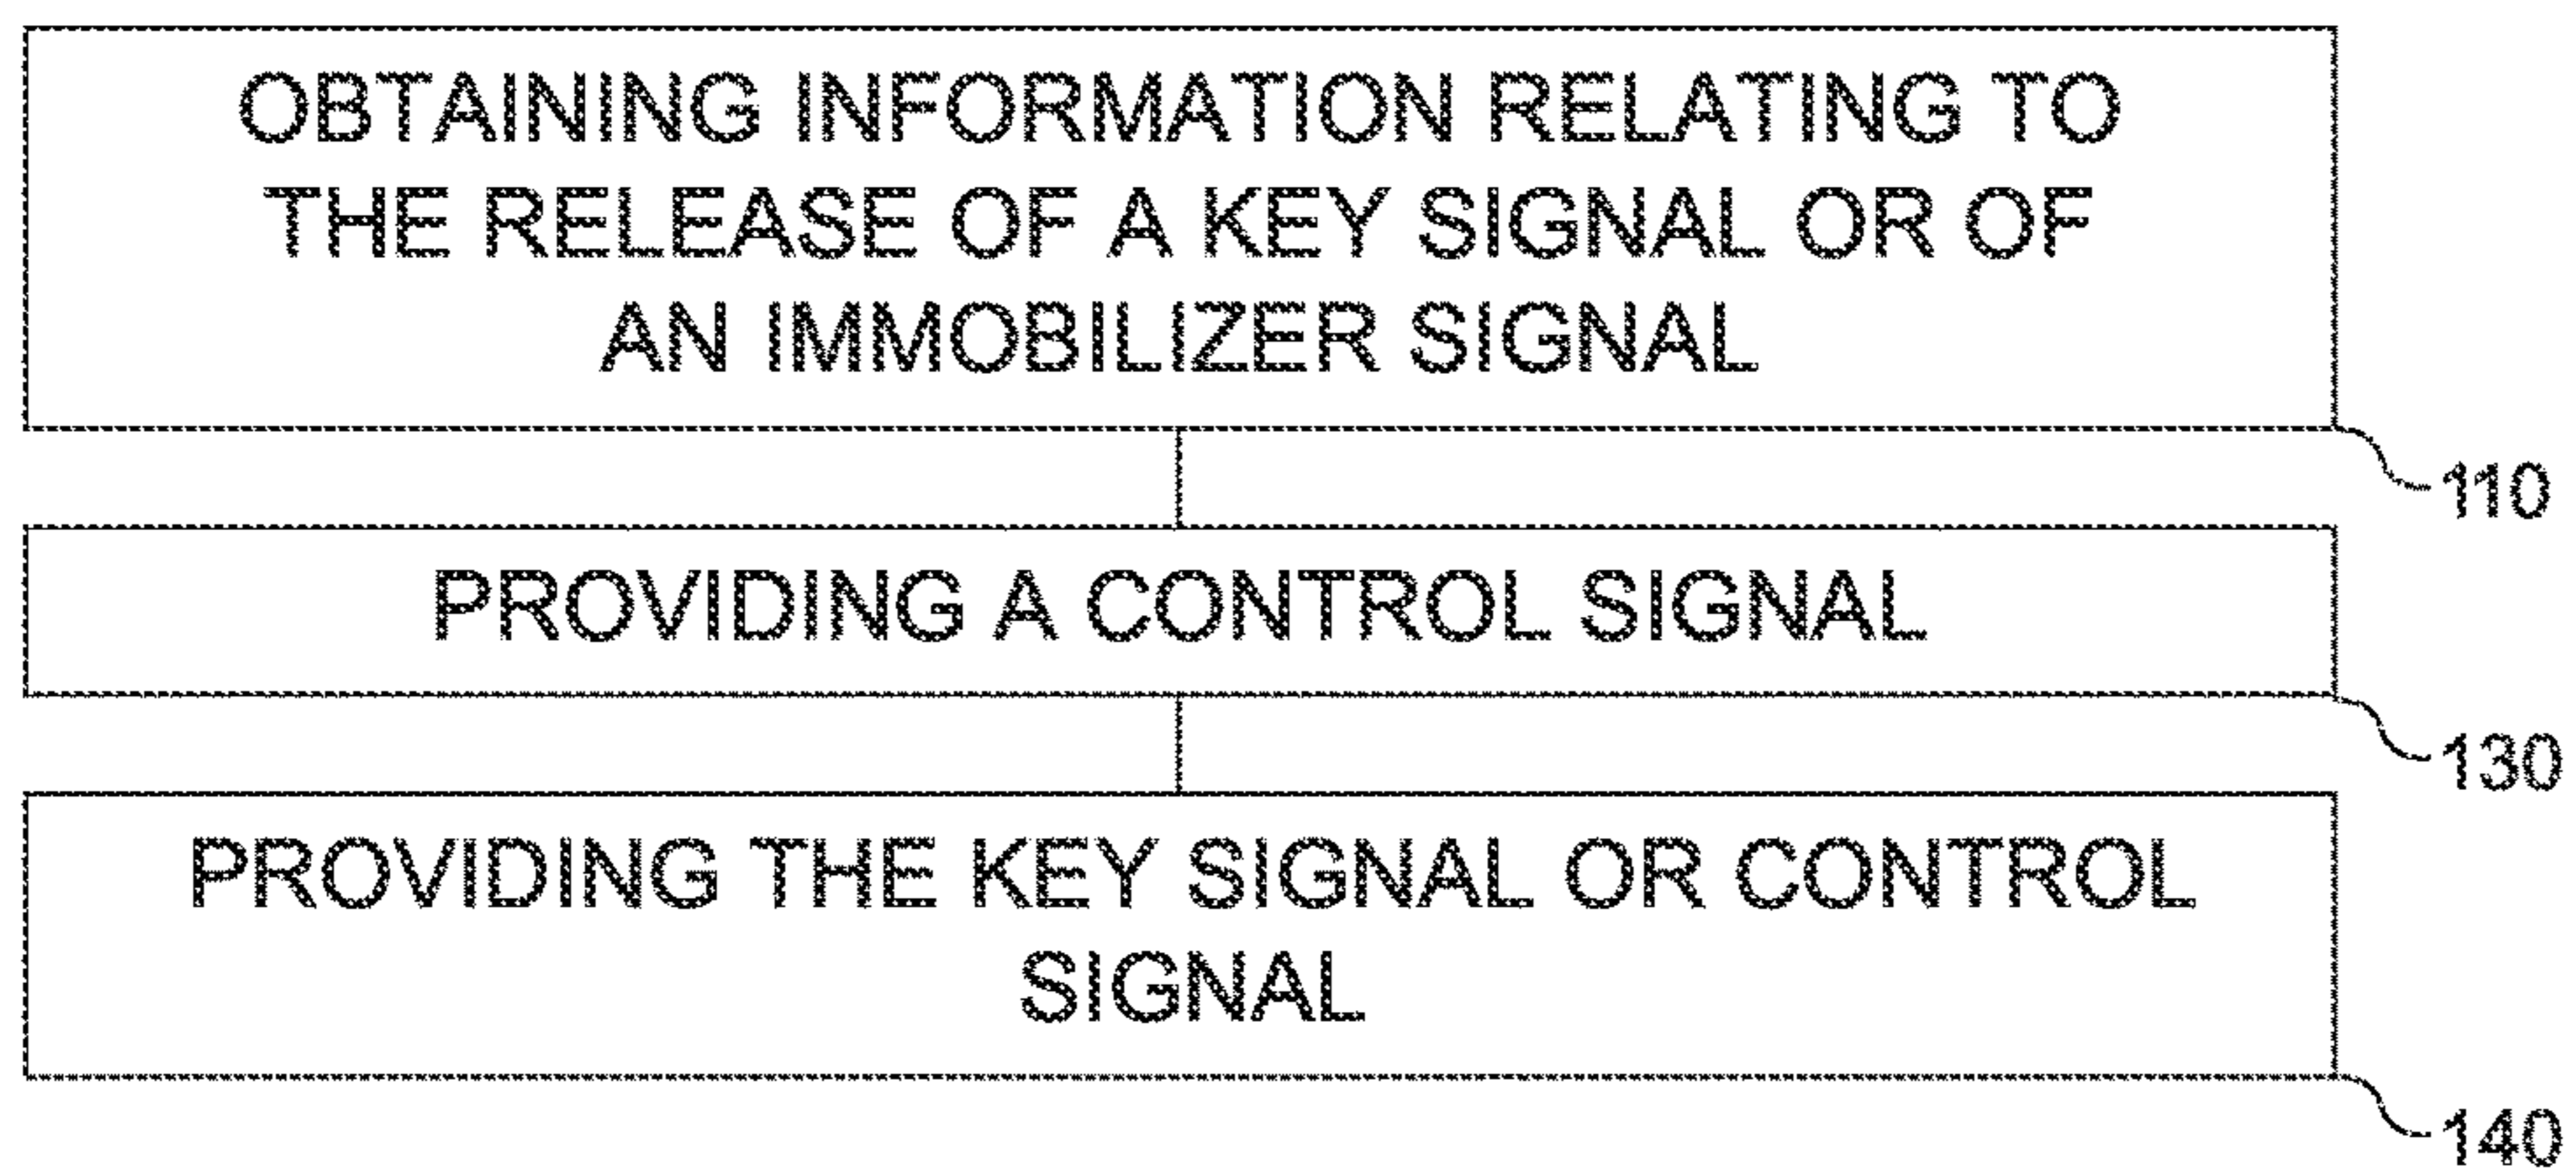 OBTAINING INFORMATION RELATING TO
THE RELEASE OF A KEY SIGNAL OR OF
AN IMMOBILIZER SIGNAL
110
PROVIDING A CONTROL SIGNAL
130
PROVIDING THE KEY SIGNAL OR CONTROL
SIGNAL
140